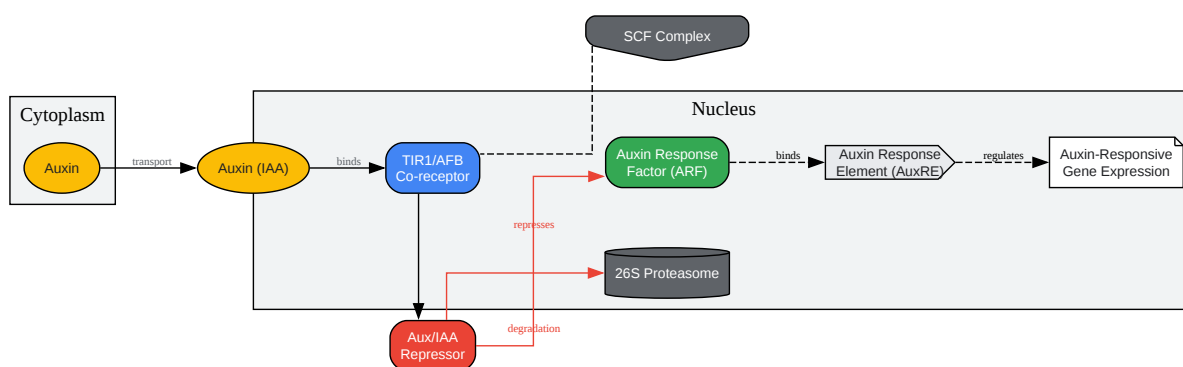 SCF Complex
Cytoplasm
Nucleus
Auxin
transport
Auxin (IAA)
binds
TIR1/AFB
Co-receptor
Auxin Response
Factor (ARF)
binds
Auxin Response
Element (AuxRE)
regulates
Auxin-Responsive
Gene Expression
represses
26S Proteasome
degradation
Aux/IAA
Repressor